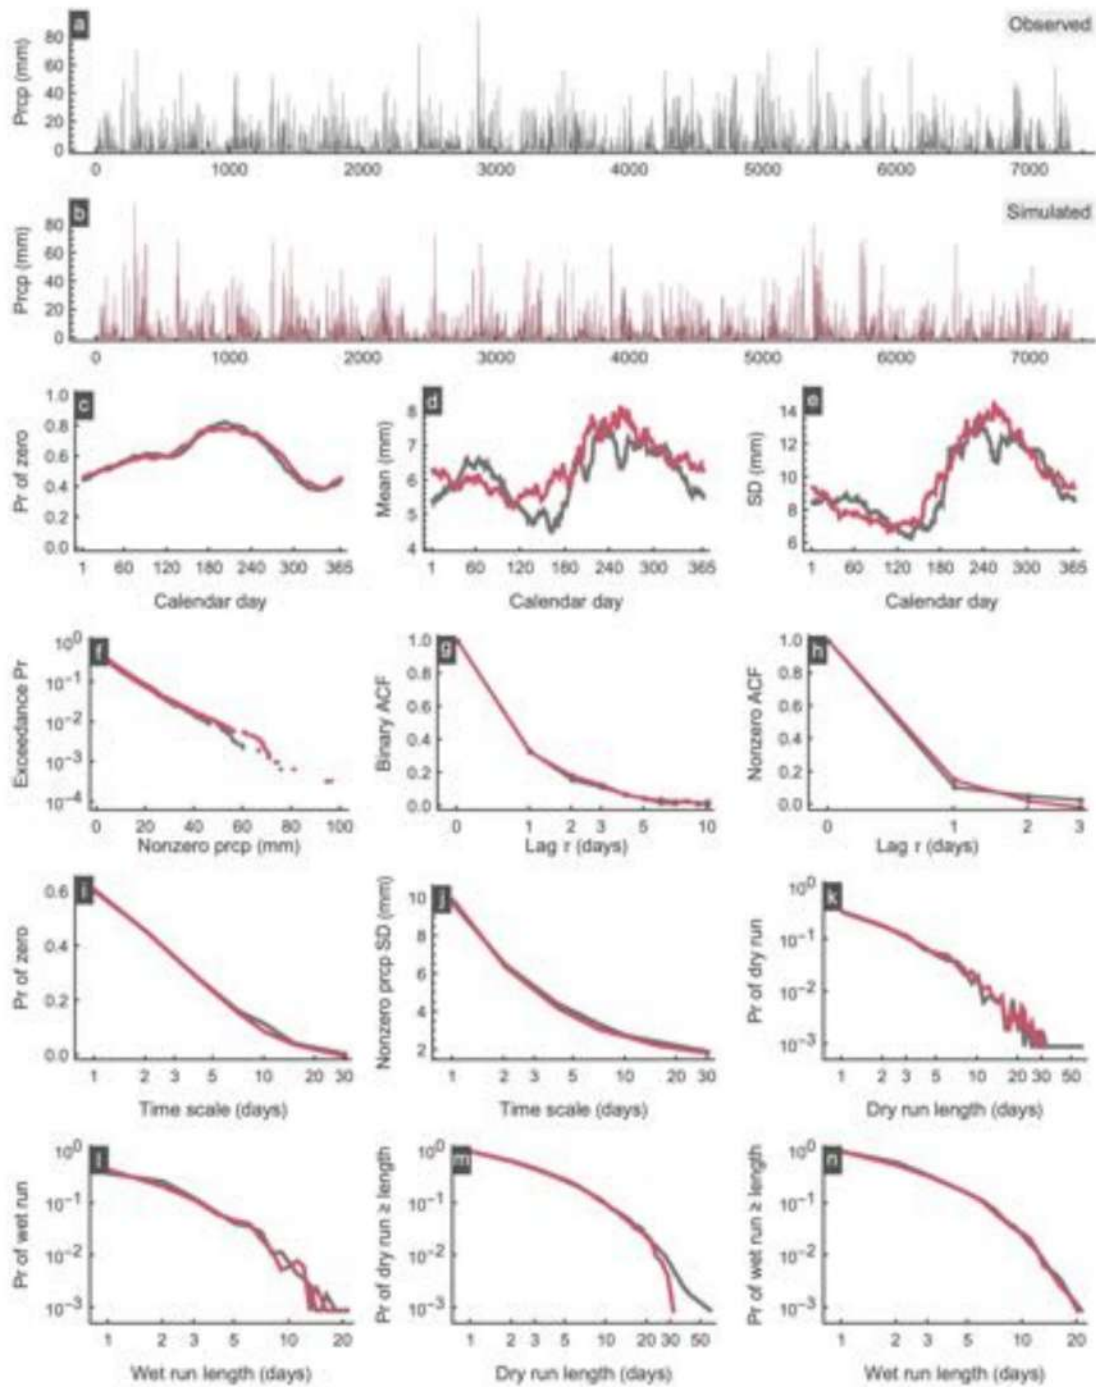 a
Observed
Prcp (mm)
80
60
40
20
0
0 1000 2000 3000 4000 5000 6000 7000
b
Simulated
Prcp (mm)
80
60
40
20
0
0 1000 2000 3000 4000 5000 6000 7000
c
Pr of zero
1.0
0.8
0.6
0.4
0.2
0.0
1 60 120 180 240 300 365
Calendar day
d
Mean (mm)
8
7
6
5
4
1 60 120 180 240 300 365
Calendar day
e
SD (mm)
14
12
10
8
6
1 60 120 180 240 300 365
Calendar day
f
Exceedance Pr
10^0
10^-1
10^-2
10^-3
10^-4
0 20 40 60 80 100
Nonzero prcp (mm)
g
Binary ACF
1.0
0.8
0.6
0.4
0.2
0.0
0 1 2 3 5 10
Lag τ (days)
h
Nonzero ACF
1.0
0.8
0.6
0.4
0.2
0.0
0 1 2 3
Lag τ (days)
i
Pr of zero
0.6
0.4
0.2
0.0
1 2 3 5 10 20 30
Time scale (days)
j
Nonzero prcp SD (mm)
10
8
6
4
2
1 2 3 5 10 20 30
Time scale (days)
k
Pr of dry run
10^0
10^-1
10^-2
10^-3
1 2 3 5 10 20 30 50
Dry run length (days)
l
Pr of wet run
10^0
10^-1
10^-2
10^-3
1 2 3 5 10 20
Wet run length (days)
m
Pr of dry run ≥ length
10^0
10^-1
10^-2
10^-3
1 2 3 5 10 20 30 50
Dry run length (days)
n
Pr of wet run ≥ length
10^0
10^-1
10^-2
10^-3
1 2 3 5 10 20
Wet run length (days)